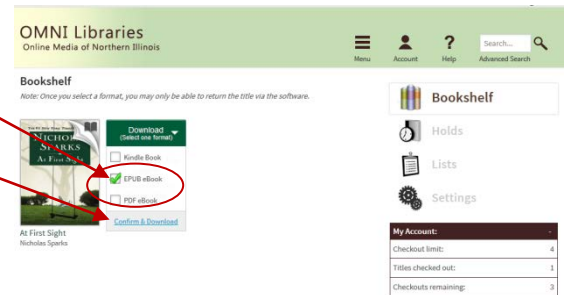 OMNI Libraries
Online Media of Northern Illinois
Menu
Account
Help
Search...
Advanced Search
Bookshelf
Note: Once you select a format, you may only be able to return the title via the software.
NICHOLAS
SPARKS
At First Sight
Download
(Select one format)
Kindle Book
EPUB eBook
PDF eBook
Confirm & Download
At First Sight
Nicholas Sparks
Bookshelf
Holds
Lists
Settings
My Account: -
Checkout limit: 4
Titles checked out: 1
Checkouts remaining: 3